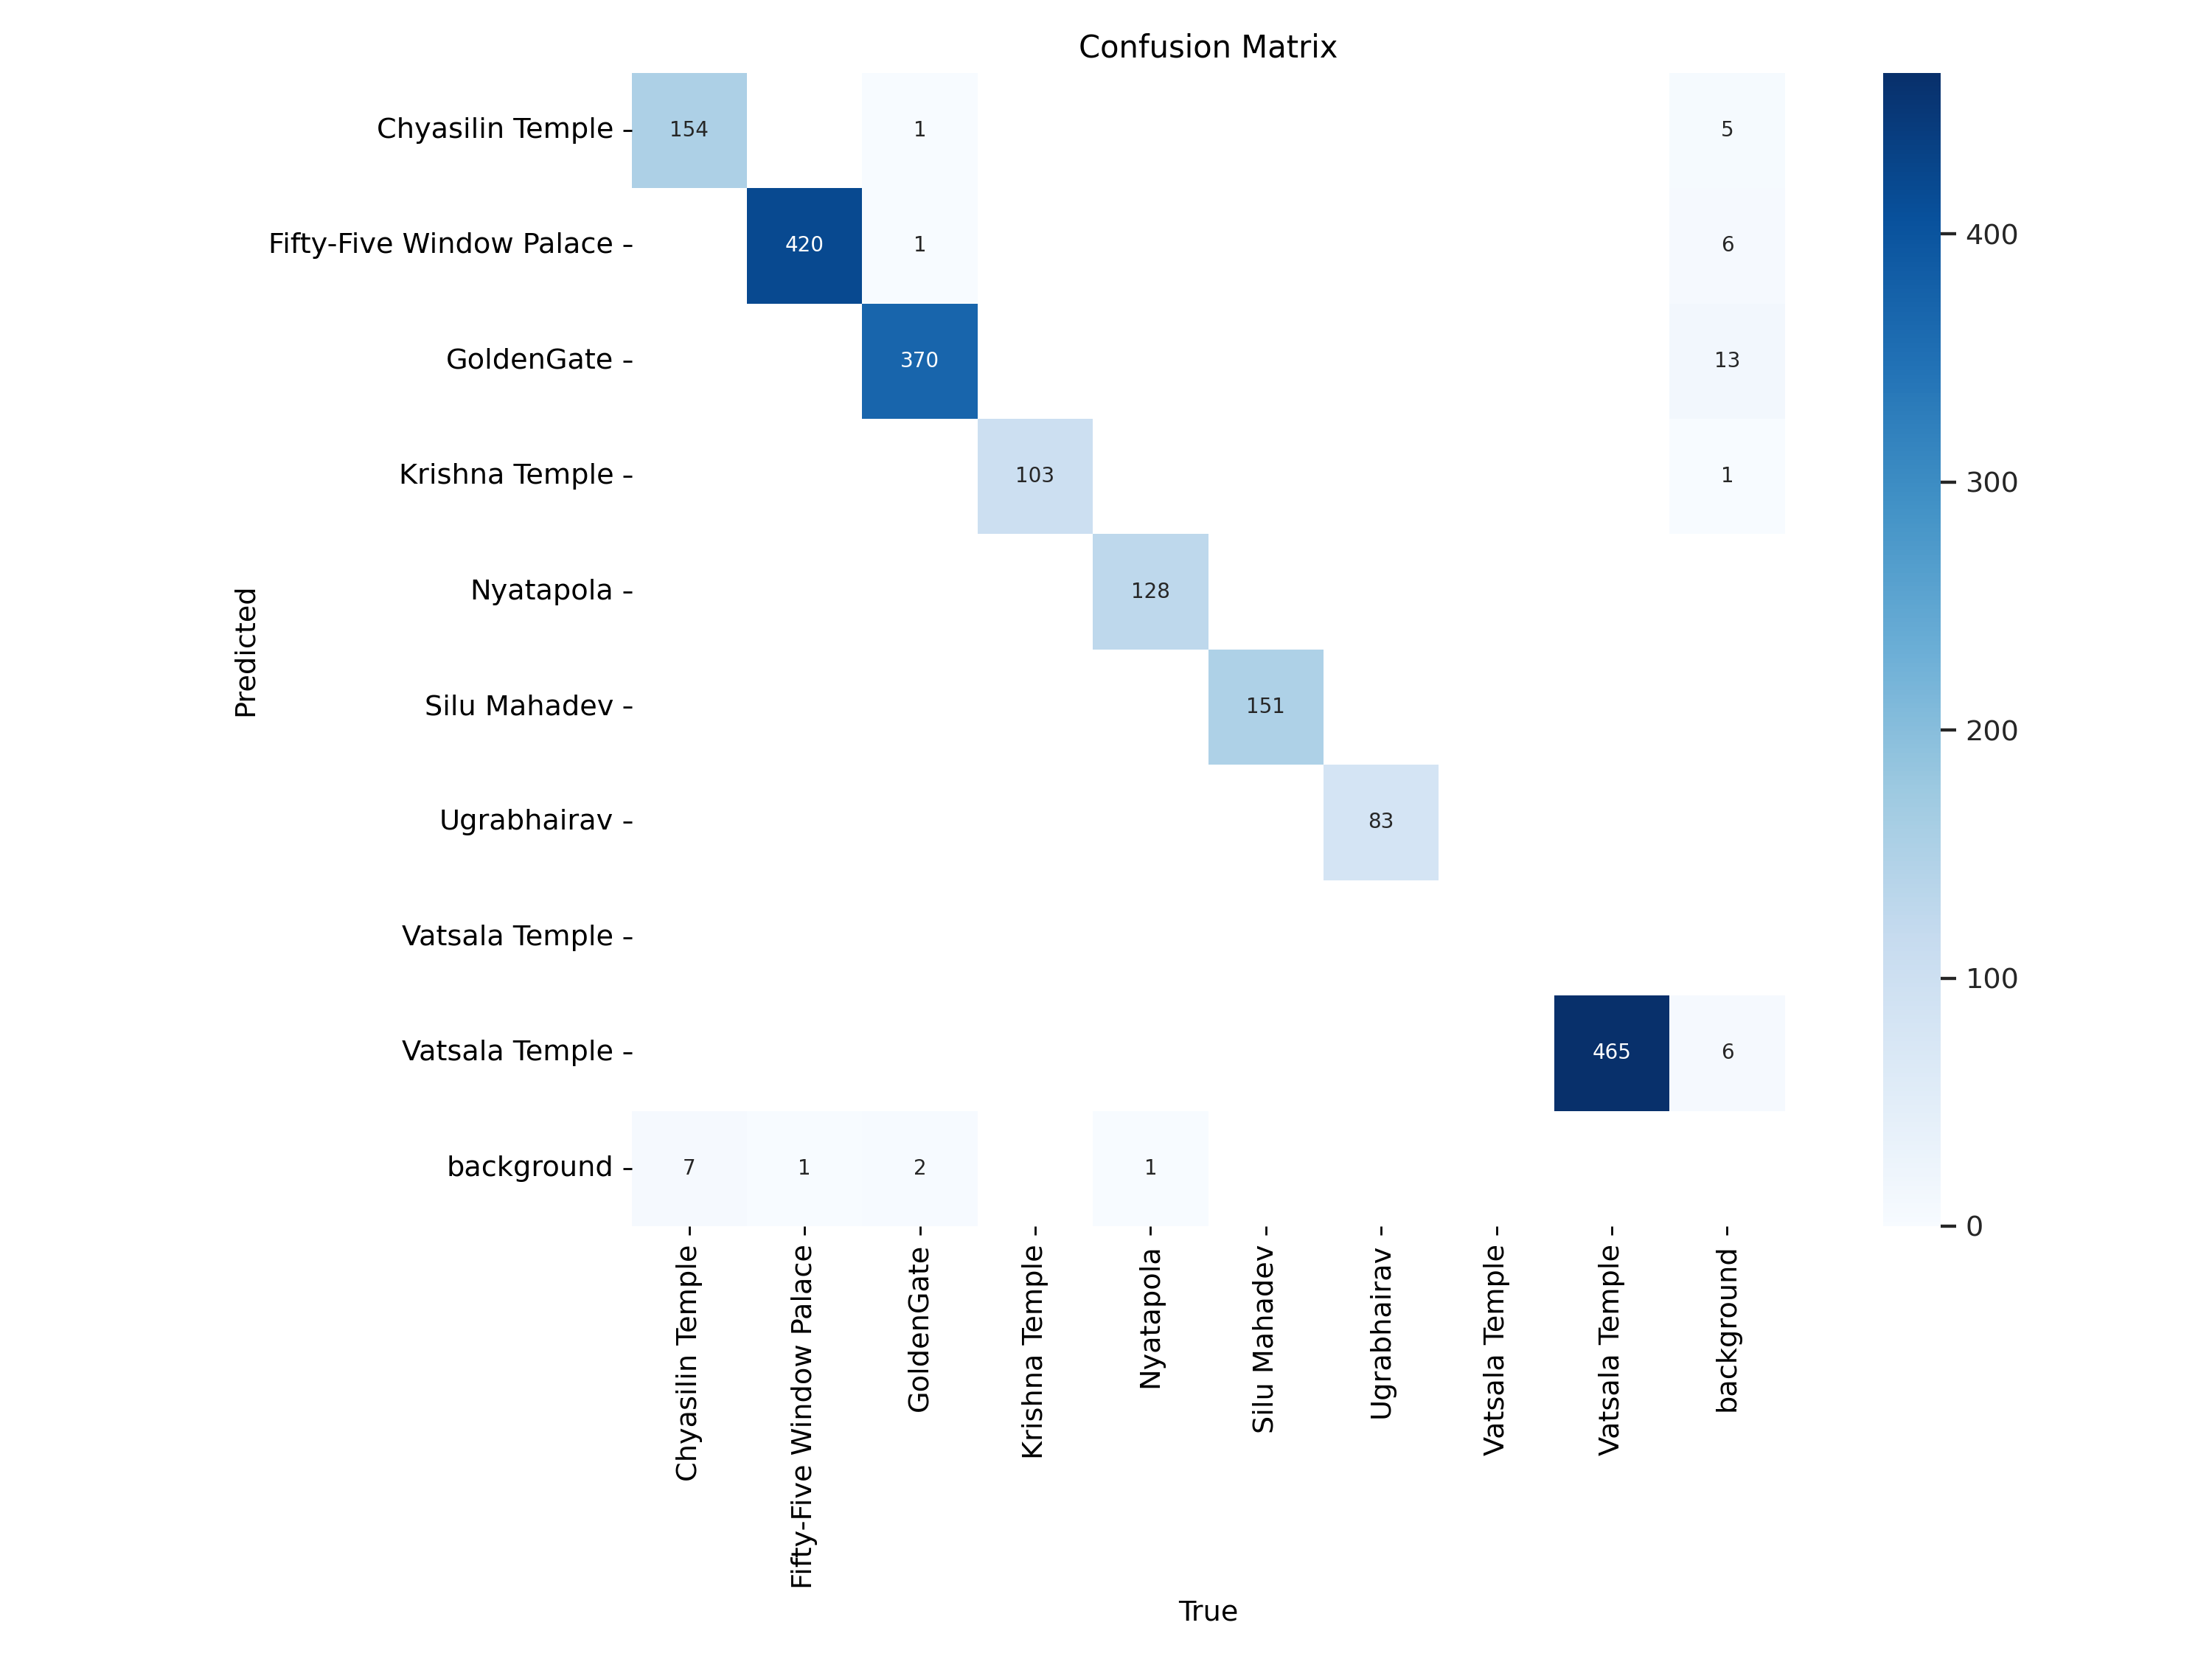 Confusion Matrix
Chyasilin Temple 154 1 5
Fifty-Five Window Palace 420 1 6
GoldenGate 370 13
Krishna Temple 103 1
Nyatapola 128
Silu Mahadev 151
Ugrabhairav 83
Vatsala Temple
Vatsala Temple 465 6
background 7 1 2 1
Predicted
Chyasilin Temple
Fifty-Five Window Palace
GoldenGate
Krishna Temple
Nyatapola
Silu Mahadev
Ugrabhairav
Vatsala Temple
Vatsala Temple
background
True
400
300
200
100
0